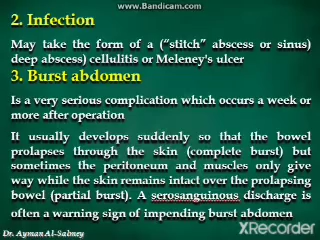 www.Bandicam.com
2. Infection
May take the form of a (“stitch” abscess or sinus)
deep abscess) cellulitis or Meleney's ulcer
3. Burst abdomen
Is a very serious complication which occurs a week or
more after operation
It usually develops suddenly so that the bowel
prolapses through the skin (complete burst) but
sometimes the peritoneum and muscles only give
way while the skin remains intact over the prolapsing
bowel (partial burst). A serosanguinous discharge is
often a warning sign of impending burst abdomen
Dr. Ayman Al-Sabmey
XRECORDER